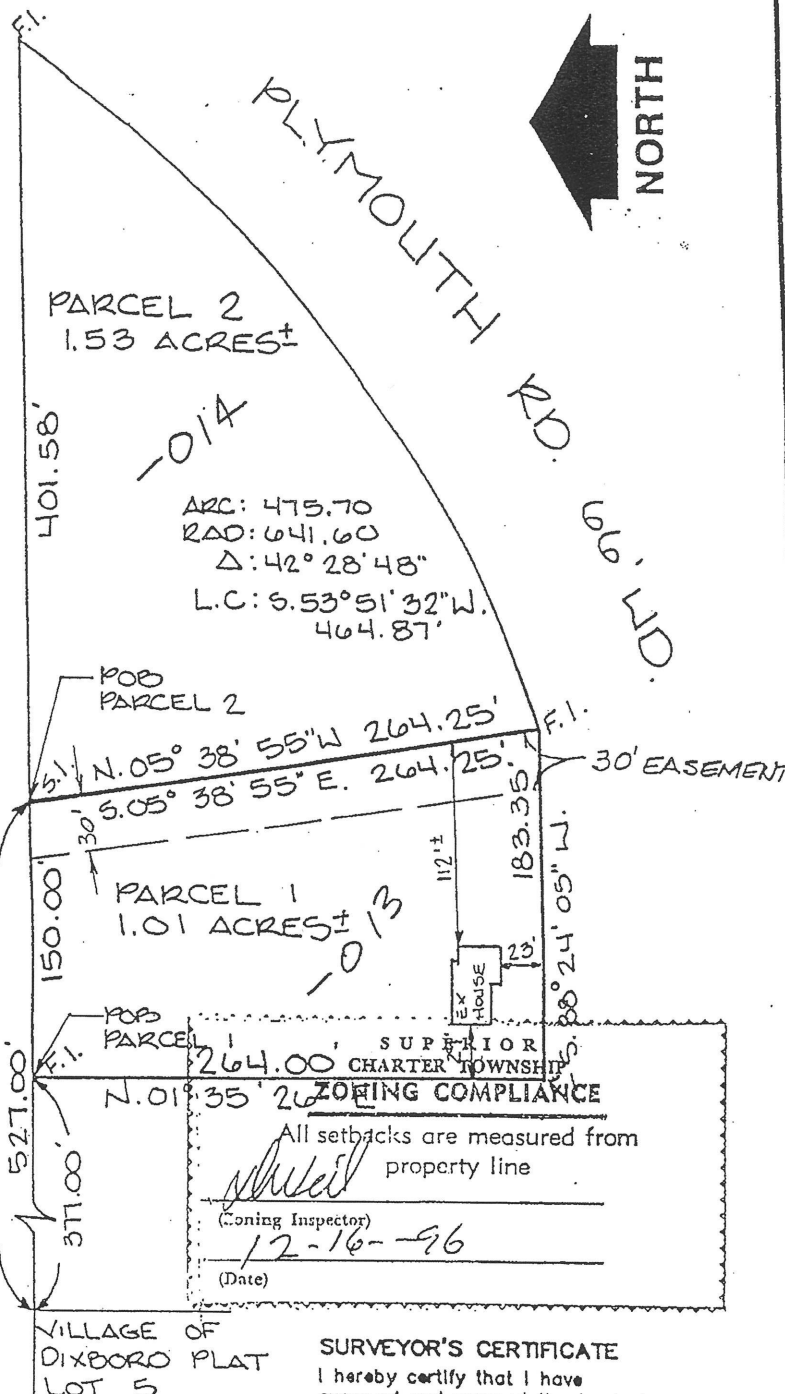 F.I.
NORTH
PLYMOUTH RD. 66' WD.
PARCEL 2
1.53 ACRES±
-014
401.58'
ARC: 475.70
RAD: 641.60
Δ: 42° 28' 48"
L.C: S.53° 51' 32" W.
464.87'
POB
PARCEL 2
F.I.
S.I.
N.05° 38' 55" W 264.25'
S.05° 38' 55" E. 264.25'
30' EASEMENT
30'
183.35'
112'±
S. 88° 24' 05" W.
150.00'
PARCEL 1
1.01 ACRES±
-013
23'
EX
HOUSE
POB
PARCEL 1
F.I.
264.00'
N.01° 35' 26" E
SUPERIOR
CHARTER TOWNSHIP
ZONING COMPLIANCE
All setbacks are measured from
property line
(Zoning Inspector)
12-16-96
(Date)
527.00'
377.00'
VILLAGE OF
DIXBORO PLAT
LOT 5
SURVEYOR'S CERTIFICATE
I hereby certify that I have